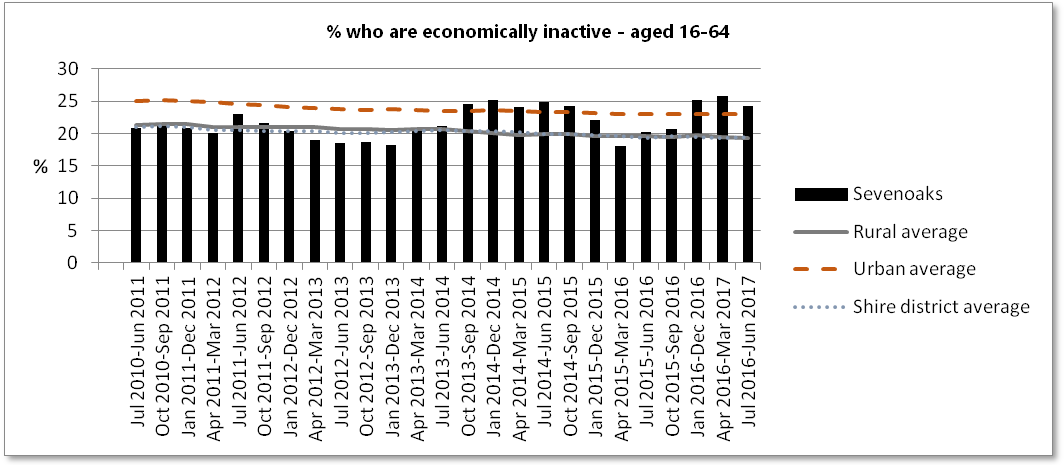 % who are economically inactive - aged 16-64
30
25
20
15
10
5
0
%
Jul 2010-Jun 2011
Oct 2010-Sep 2011
Jan 2011-Dec 2011
Apr 2011-Mar 2012
Jul 2011-Jun 2012
Oct 2011-Sep 2012
Jan 2012-Dec 2012
Apr 2012-Mar 2013
Jul 2012-Jun 2013
Oct 2012-Sep 2013
Jan 2013-Dec 2013
Apr 2013-Mar 2014
Jul 2013-Jun 2014
Oct 2013-Sep 2014
Jan 2014-Dec 2014
Apr 2014-Mar 2015
Jul 2014-Jun 2015
Oct 2014-Sep 2015
Jan 2015-Dec 2015
Apr 2015-Mar 2016
Jul 2015-Jun 2016
Oct 2015-Sep 2016
Jan 2016-Dec 2016
Apr 2016-Mar 2017
Jul 2016-Jun 2017
Sevenoaks
Rural average
Urban average
Shire district average